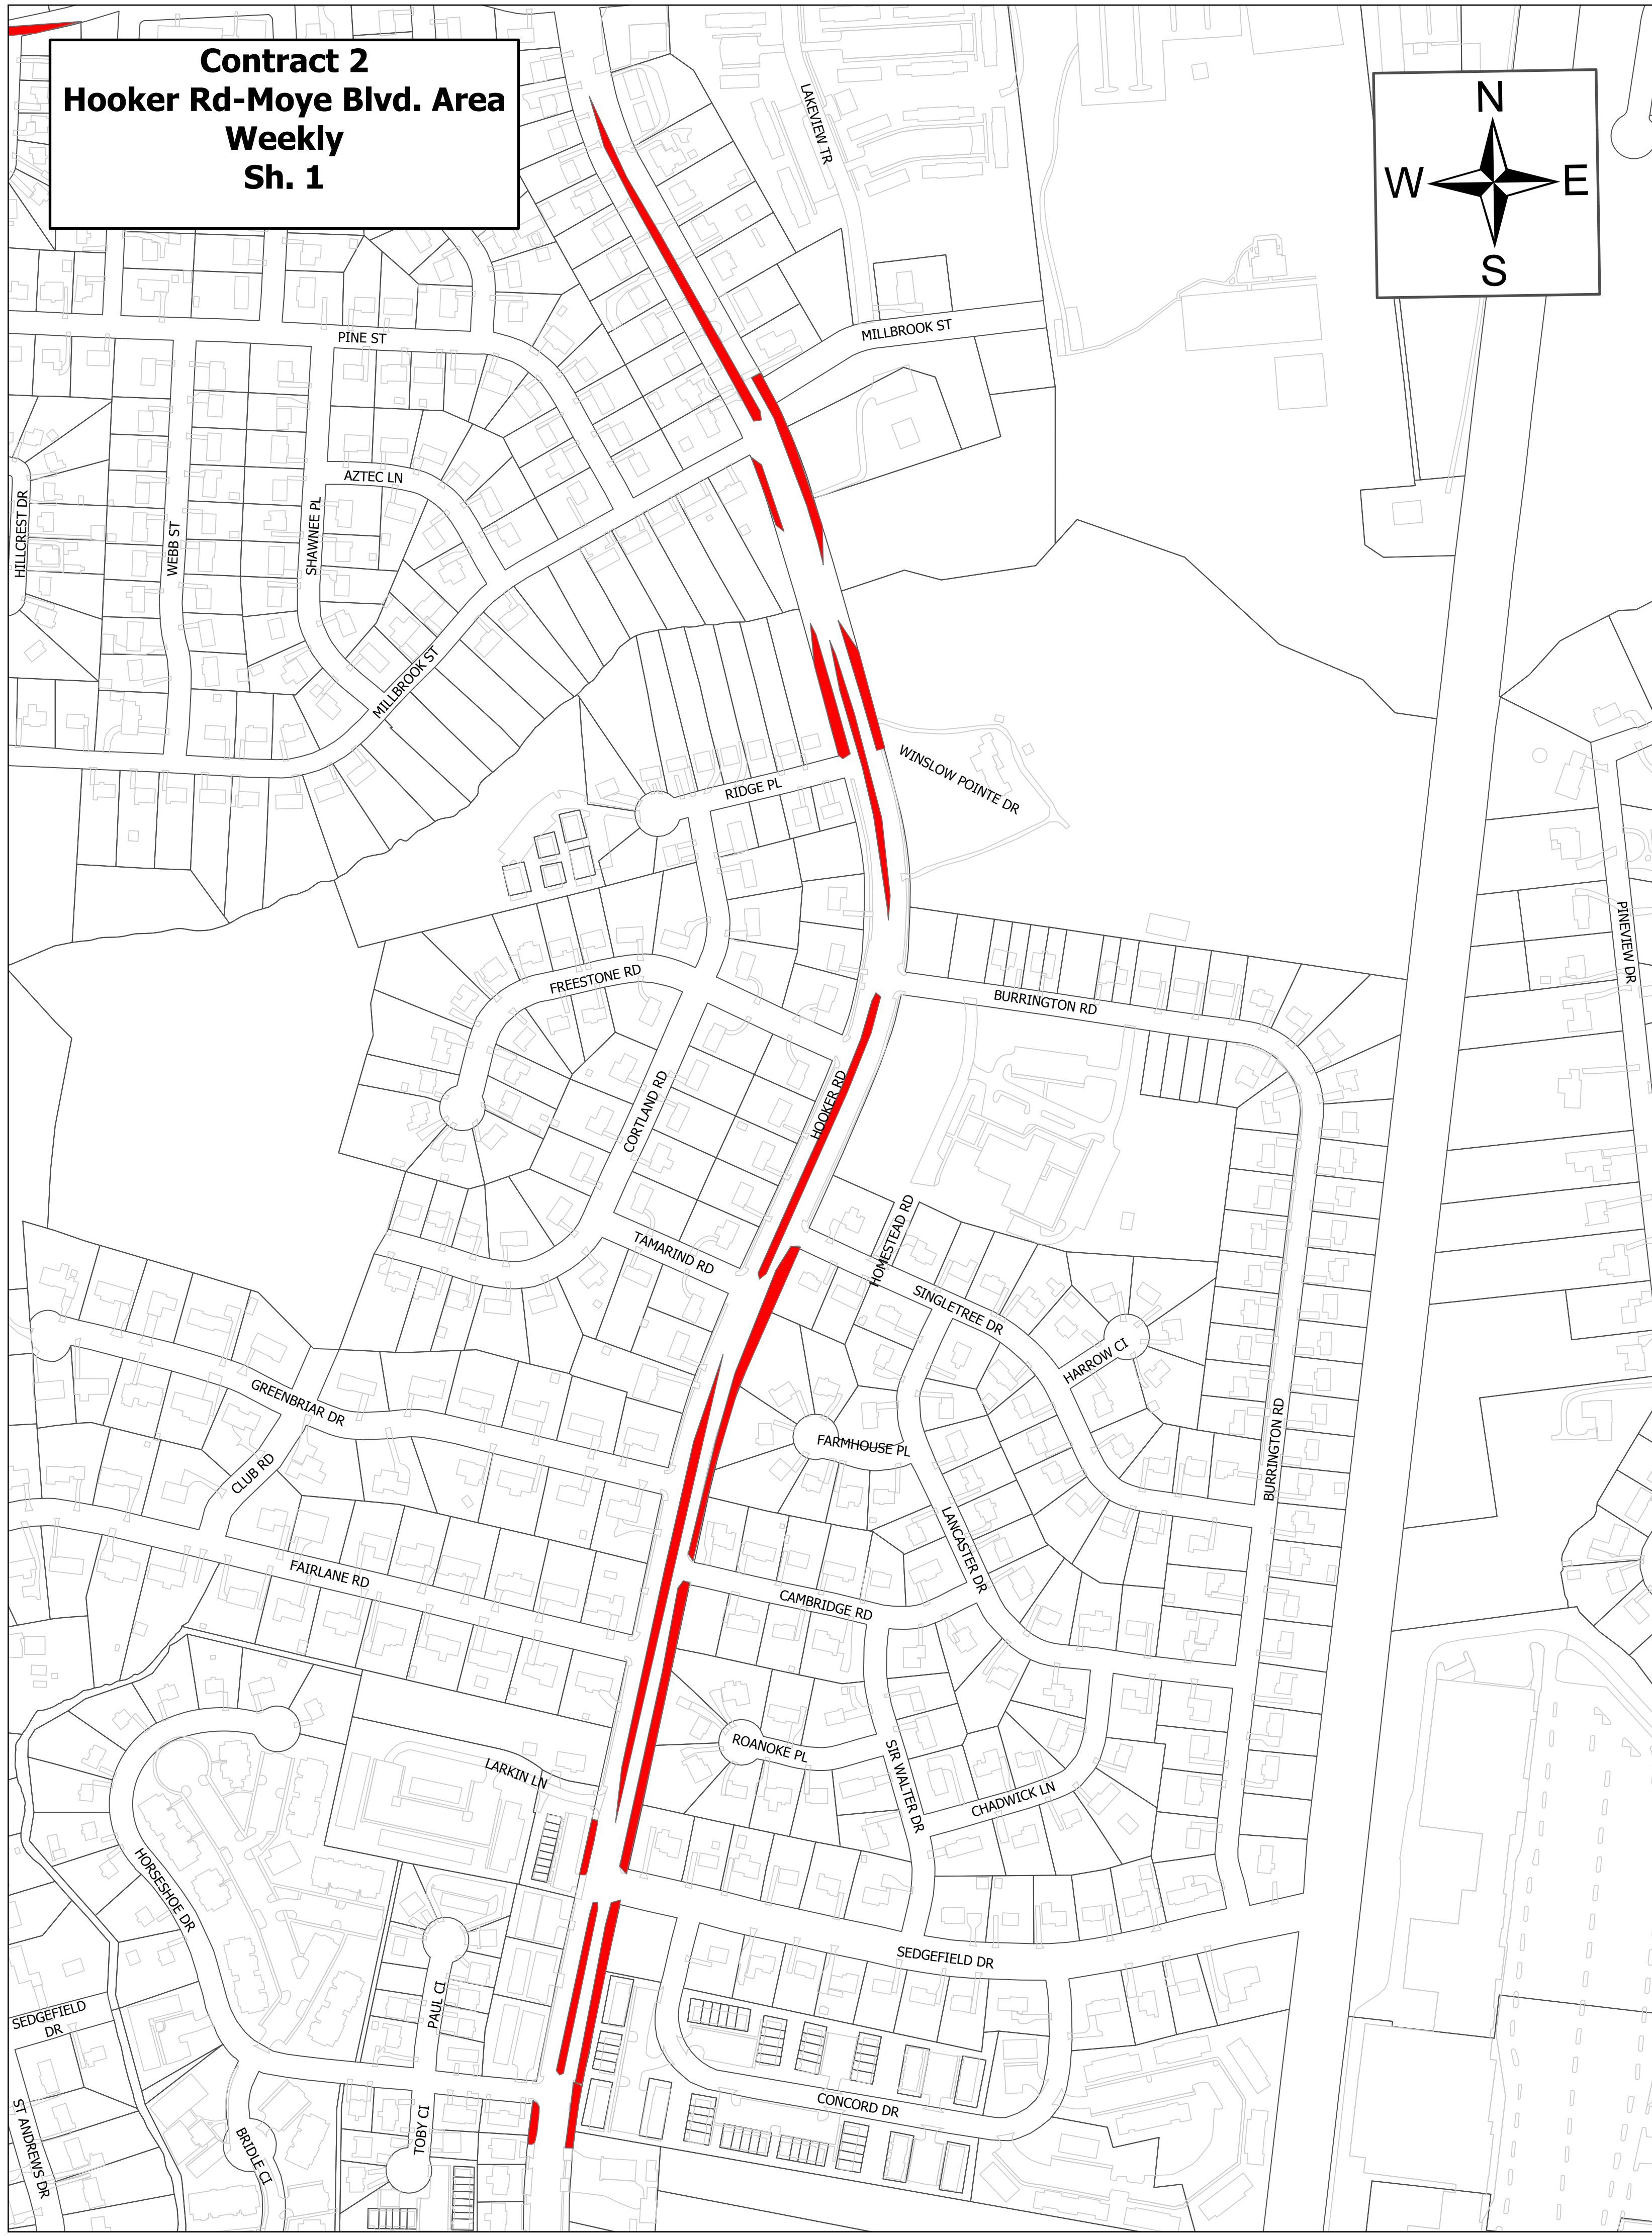 Contract 2
Hooker Rd-Moye Blvd. Area
Weekly
Sh. 1
N
W
E
S
LAKEVIEW TR
MILLBROOK ST
PINE ST
AZTEC LN
HILLCREST DR
WEBB ST
SHAWNEE PL
MILLBROOK ST
RIDGE PL
WINSLOW POINTE DR
PINEVIEW DR
FREESTONE RD
BURRINGTON RD
CORTLAND RD
HOOKER RD
HOMESTEAD RD
TAMARIND RD
SINGLETREE DR
HARROW CI
GREENBRIAR DR
FARMHOUSE PL
BURRINGTON RD
CLUB RD
LANCASTER DR
FAIRLANE RD
CAMBRIDGE RD
ROANOKE PL
SIR WALTER DR
LARKIN LN
CHADWICK LN
HORSESHOE DR
SEDGEFIELD DR
PAUL CI
SEDGEFIELD
DR
CONCORD DR
ST ANDREWS DR
BRIDLE CI
TOBY CI